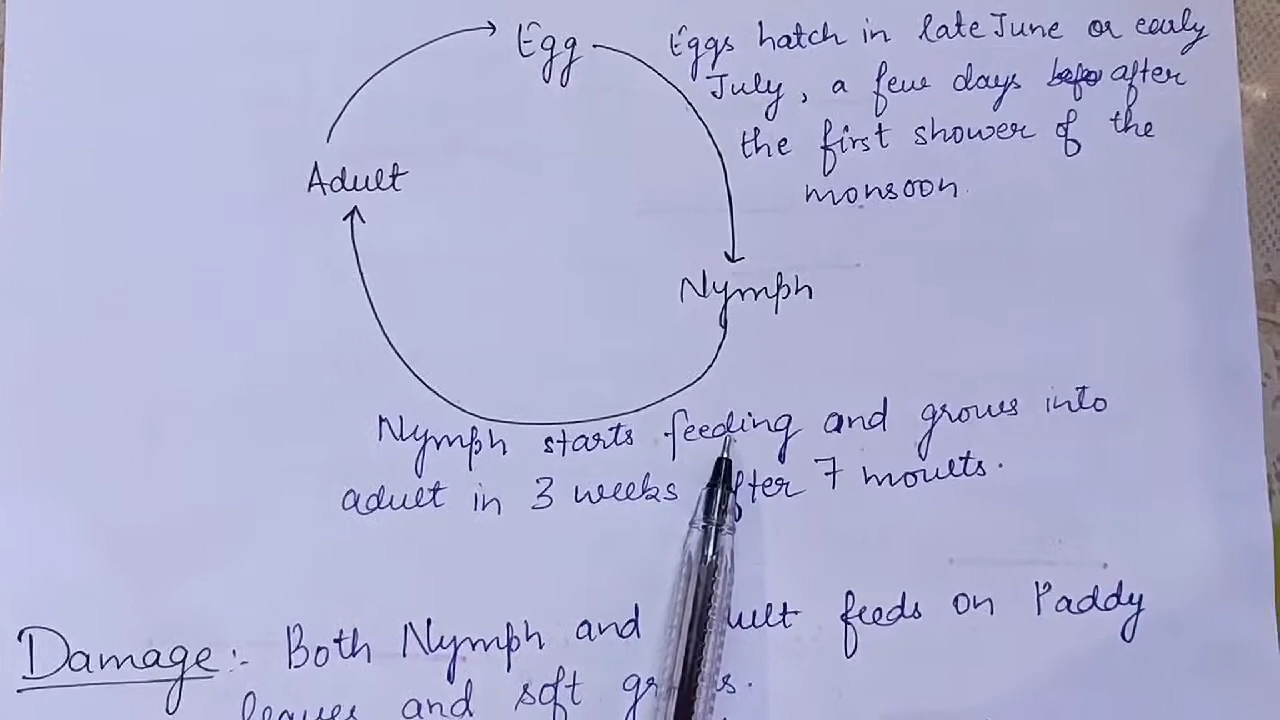 Egg
Eggs hatch in late June or early
July, a few days after
the first shower of the
monsoon.
Adult
Nymph
Nymph starts feeding and grows into
adult in 3 weeks after 7 moults.
Damage:- Both Nymph and feeds on Paddy
leaves and soft